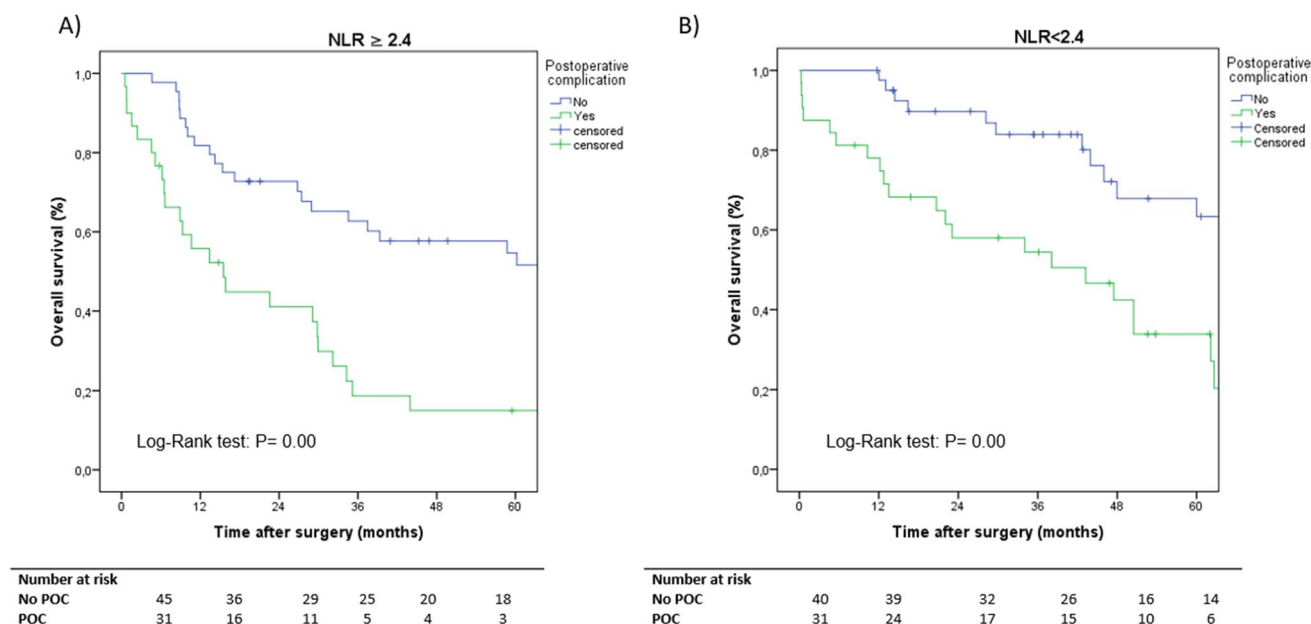 A)
NLR ≥ 2.4
Postoperative
complication
No
Yes
censored
censored
Overall survival (%)
1,0
0,8
0,6
0,4
0,2
0,0
Log-Rank test: P= 0.00
0 12 24 36 48 60
Time after surgery (months)
Number at risk
No POC 45 36 29 25 20 18
POC 31 16 11 5 4 3
B)
NLR<2.4
Postoperative
complication
No
Yes
Censored
Censored
Overall survival (%)
1,0
0,8
0,6
0,4
0,2
0,0
Log-Rank test: P= 0.00
0 12 24 36 48 60
Time after surgery (months)
Number at risk
No POC 40 39 32 26 16 14
POC 31 24 17 15 10 6